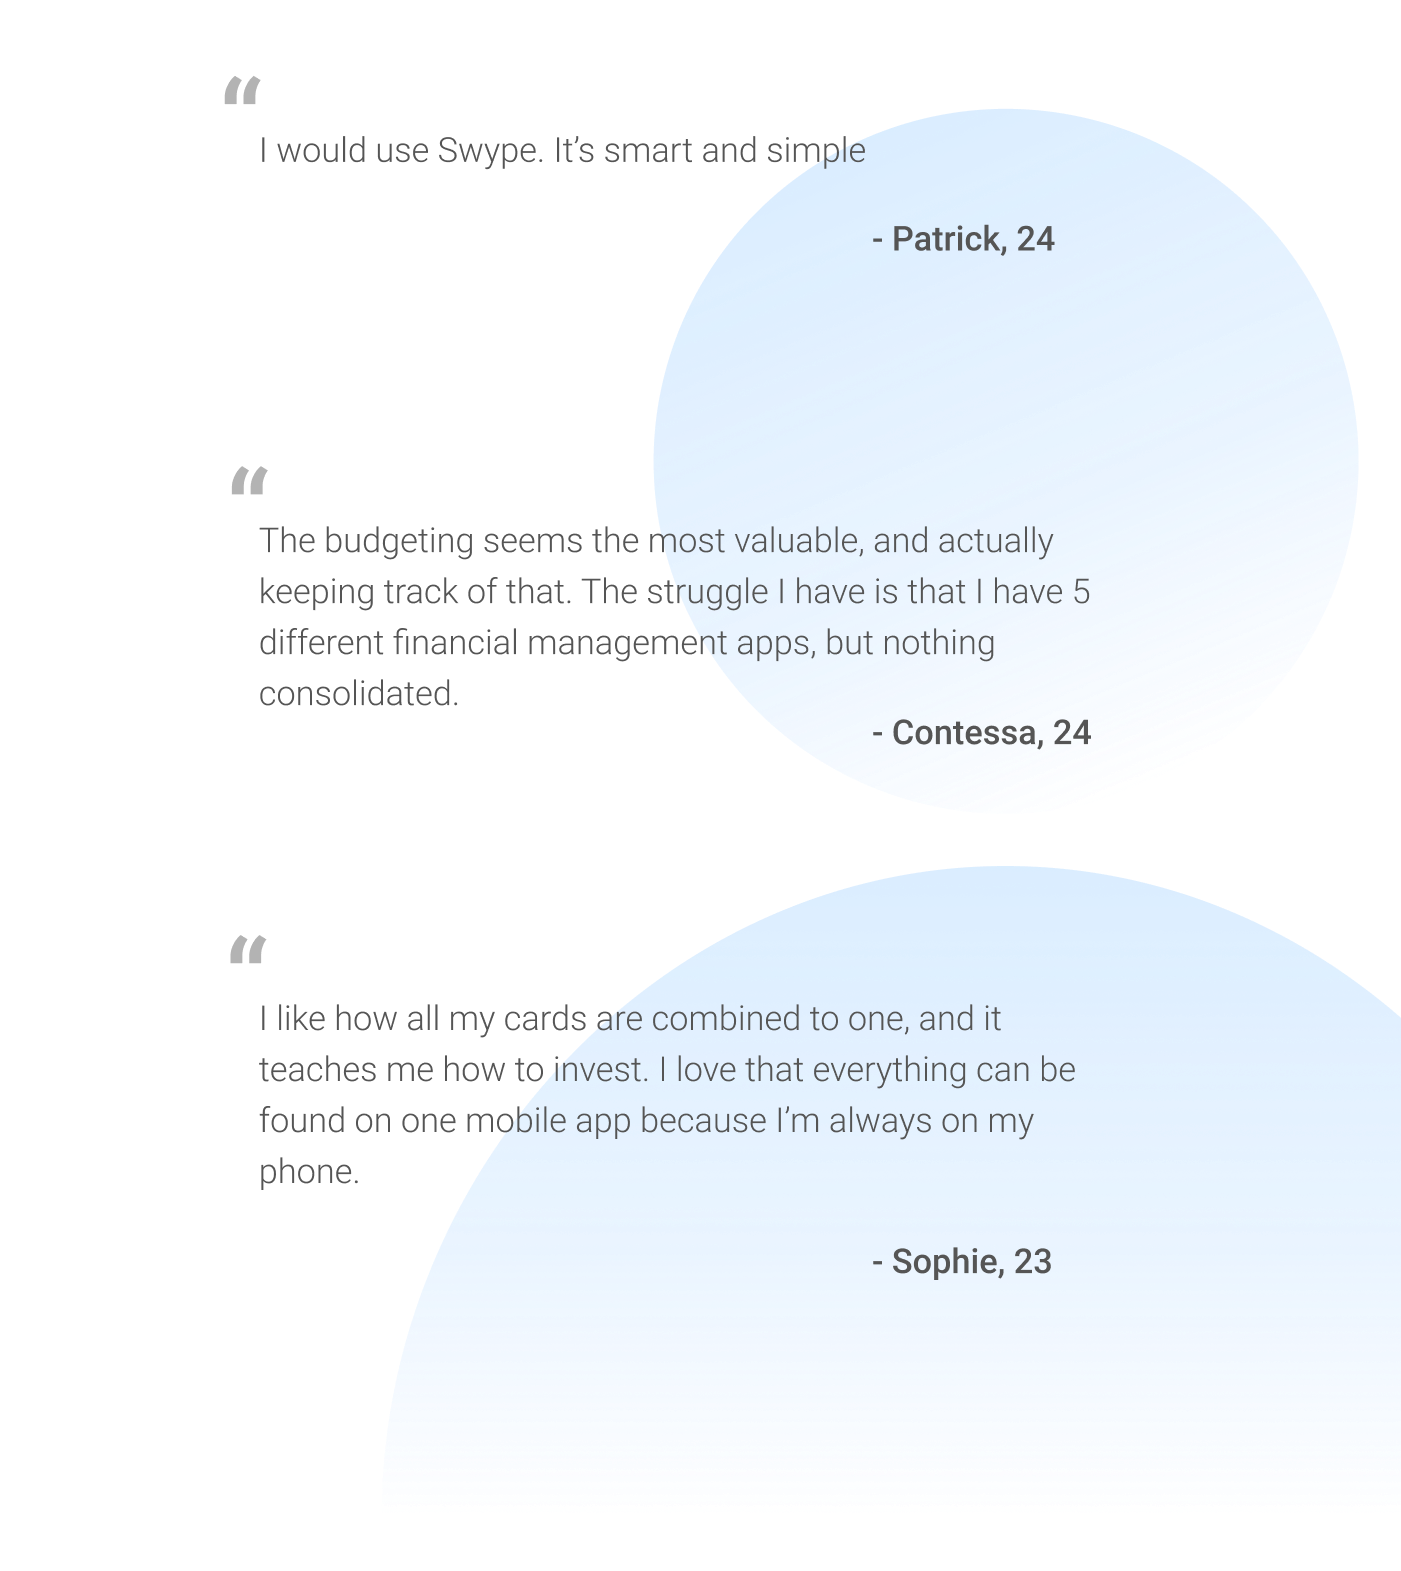 “
I would use Swype. It’s smart and simple
- Patrick, 24
“
The budgeting seems the most valuable, and actually
keeping track of that. The struggle I have is that I have 5
different financial management apps, but nothing
consolidated.
- Contessa, 24
“
I like how all my cards are combined to one, and it
teaches me how to invest. I love that everything can be
found on one mobile app because I’m always on my
phone.
- Sophie, 23